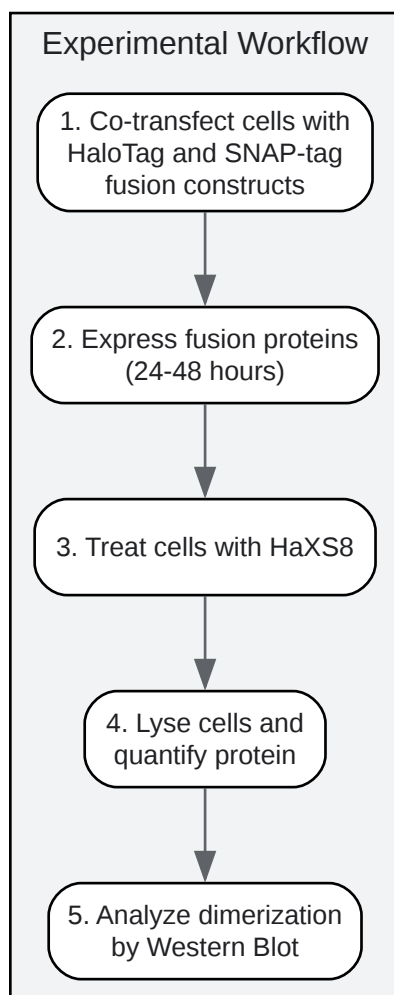 Experimental Workflow
1. Co-transfect cells with
HaloTag and SNAP-tag
fusion constructs
2. Express fusion proteins
(24-48 hours)
3. Treat cells with HaXS8
4. Lyse cells and
quantify protein
5. Analyze dimerization
by Western Blot